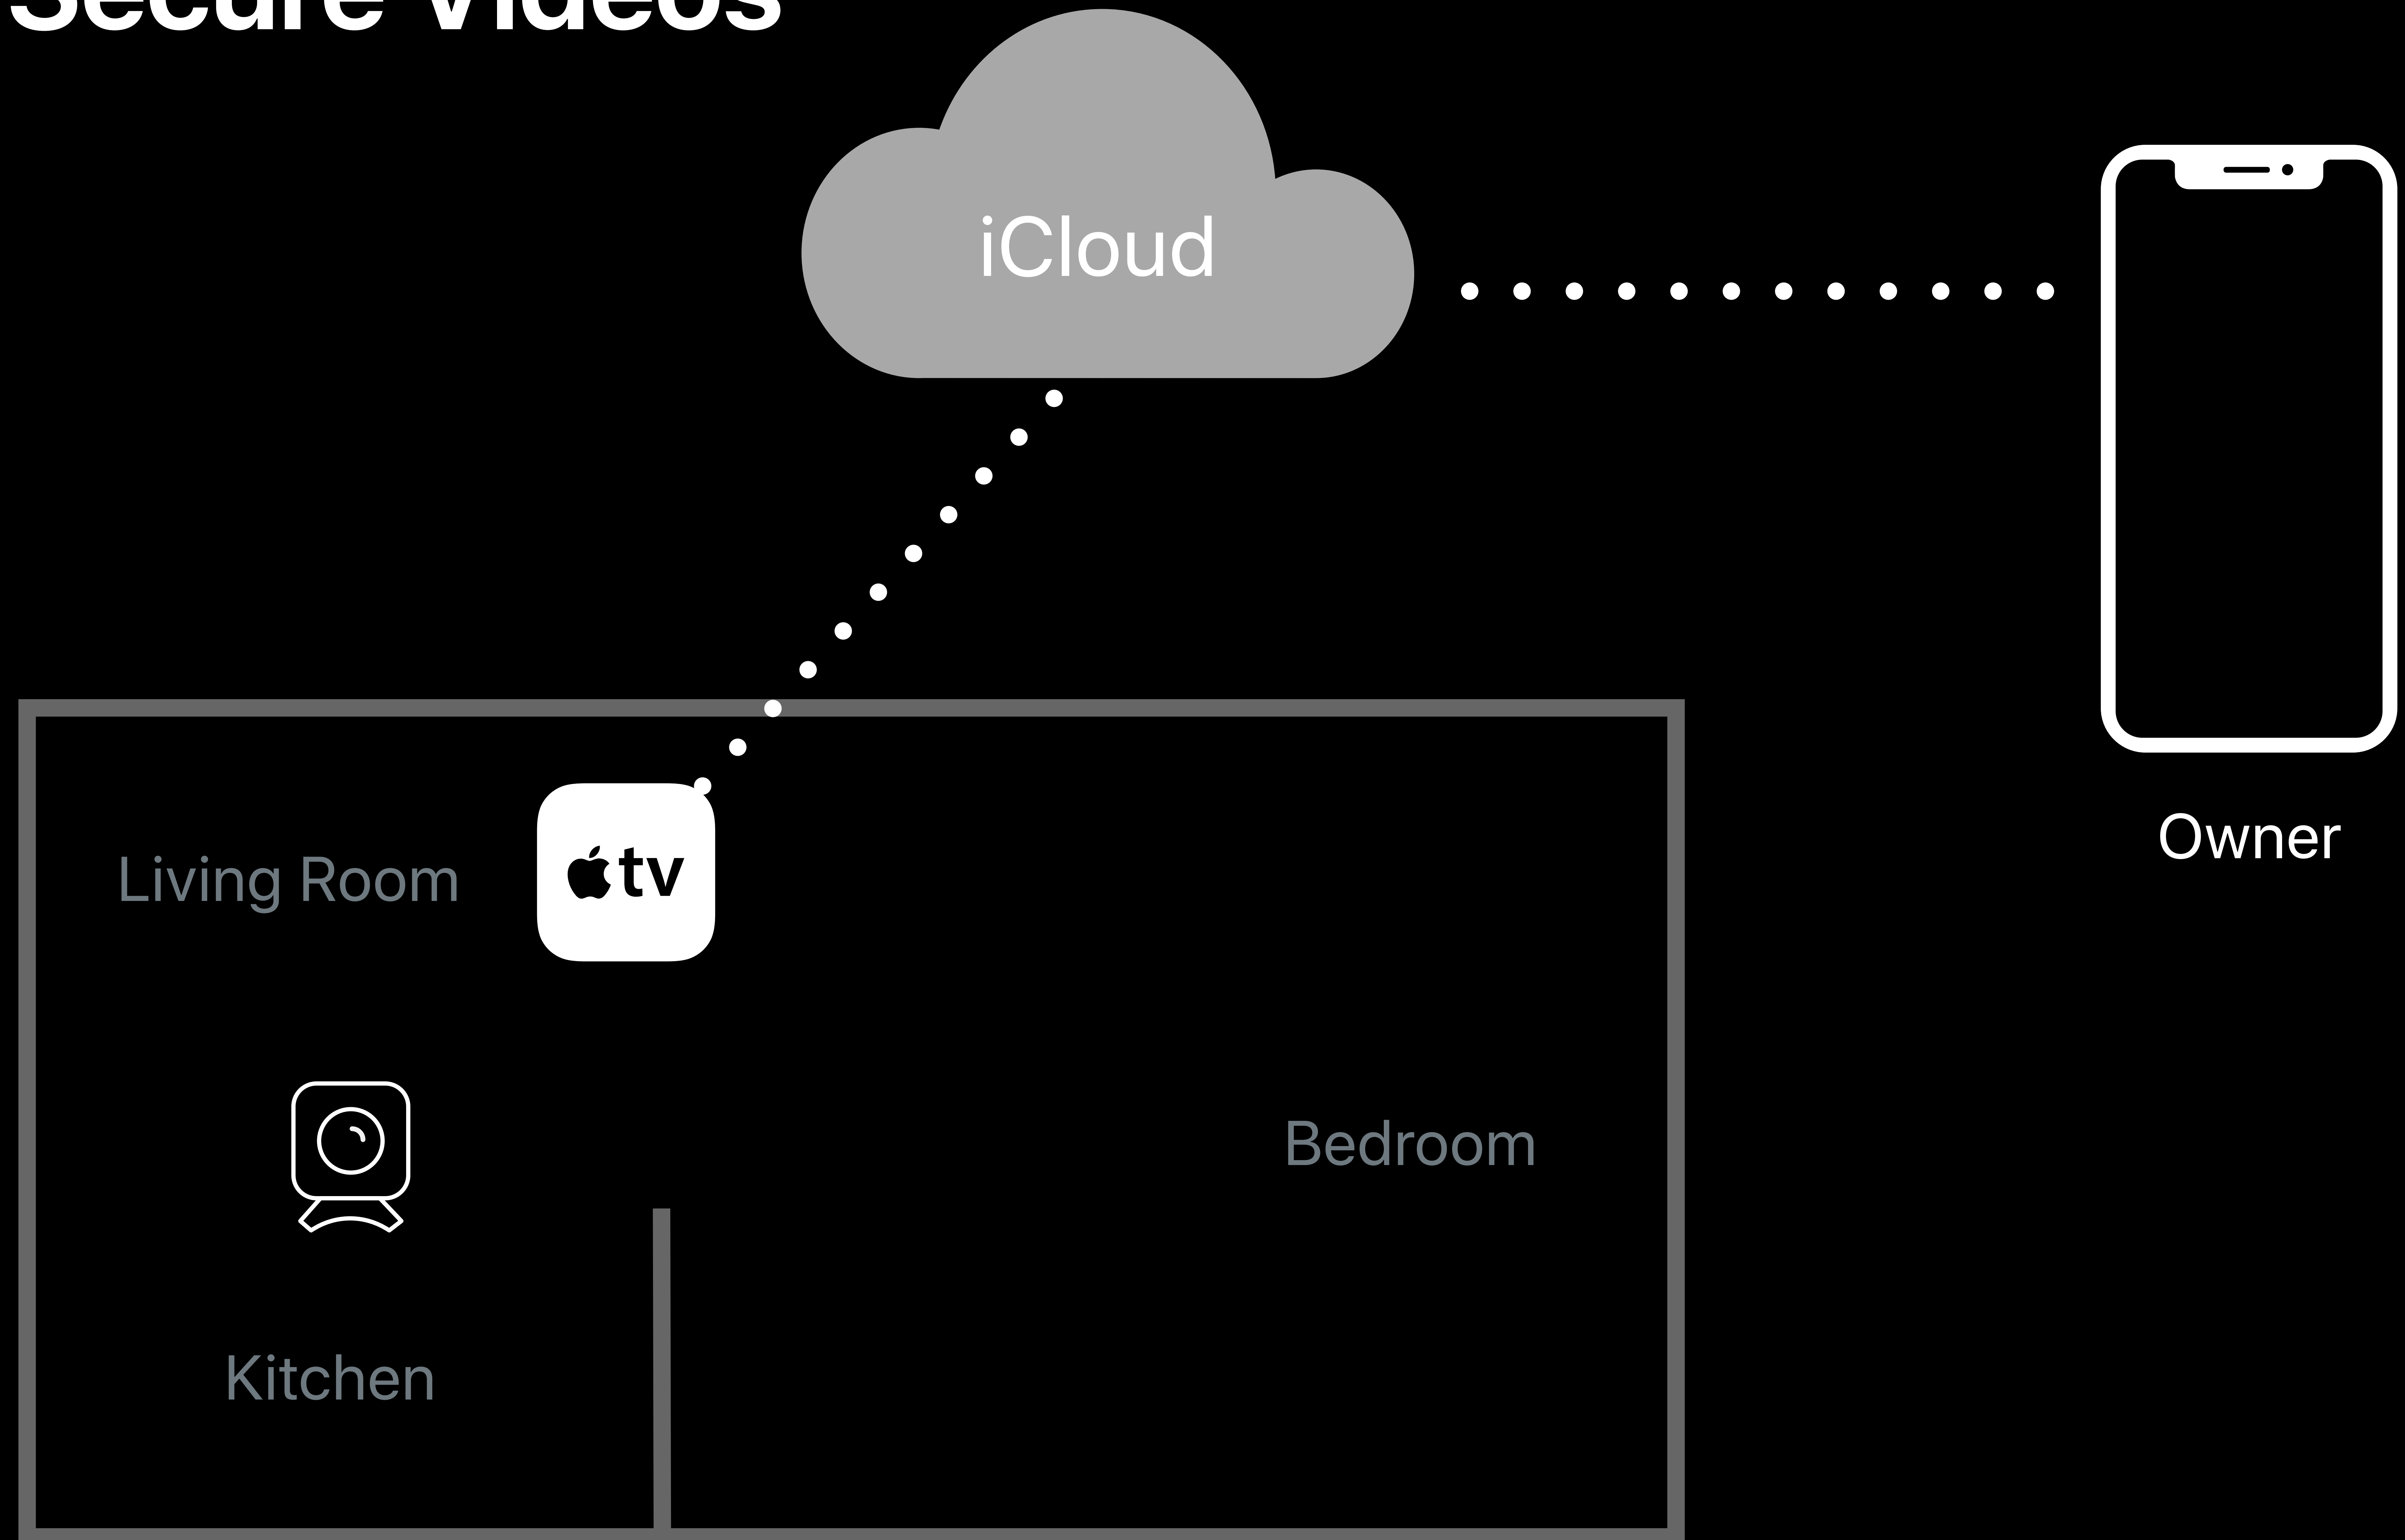 Secure Videos
iCloud
Owner
Living Room
tv
Bedroom
Kitchen